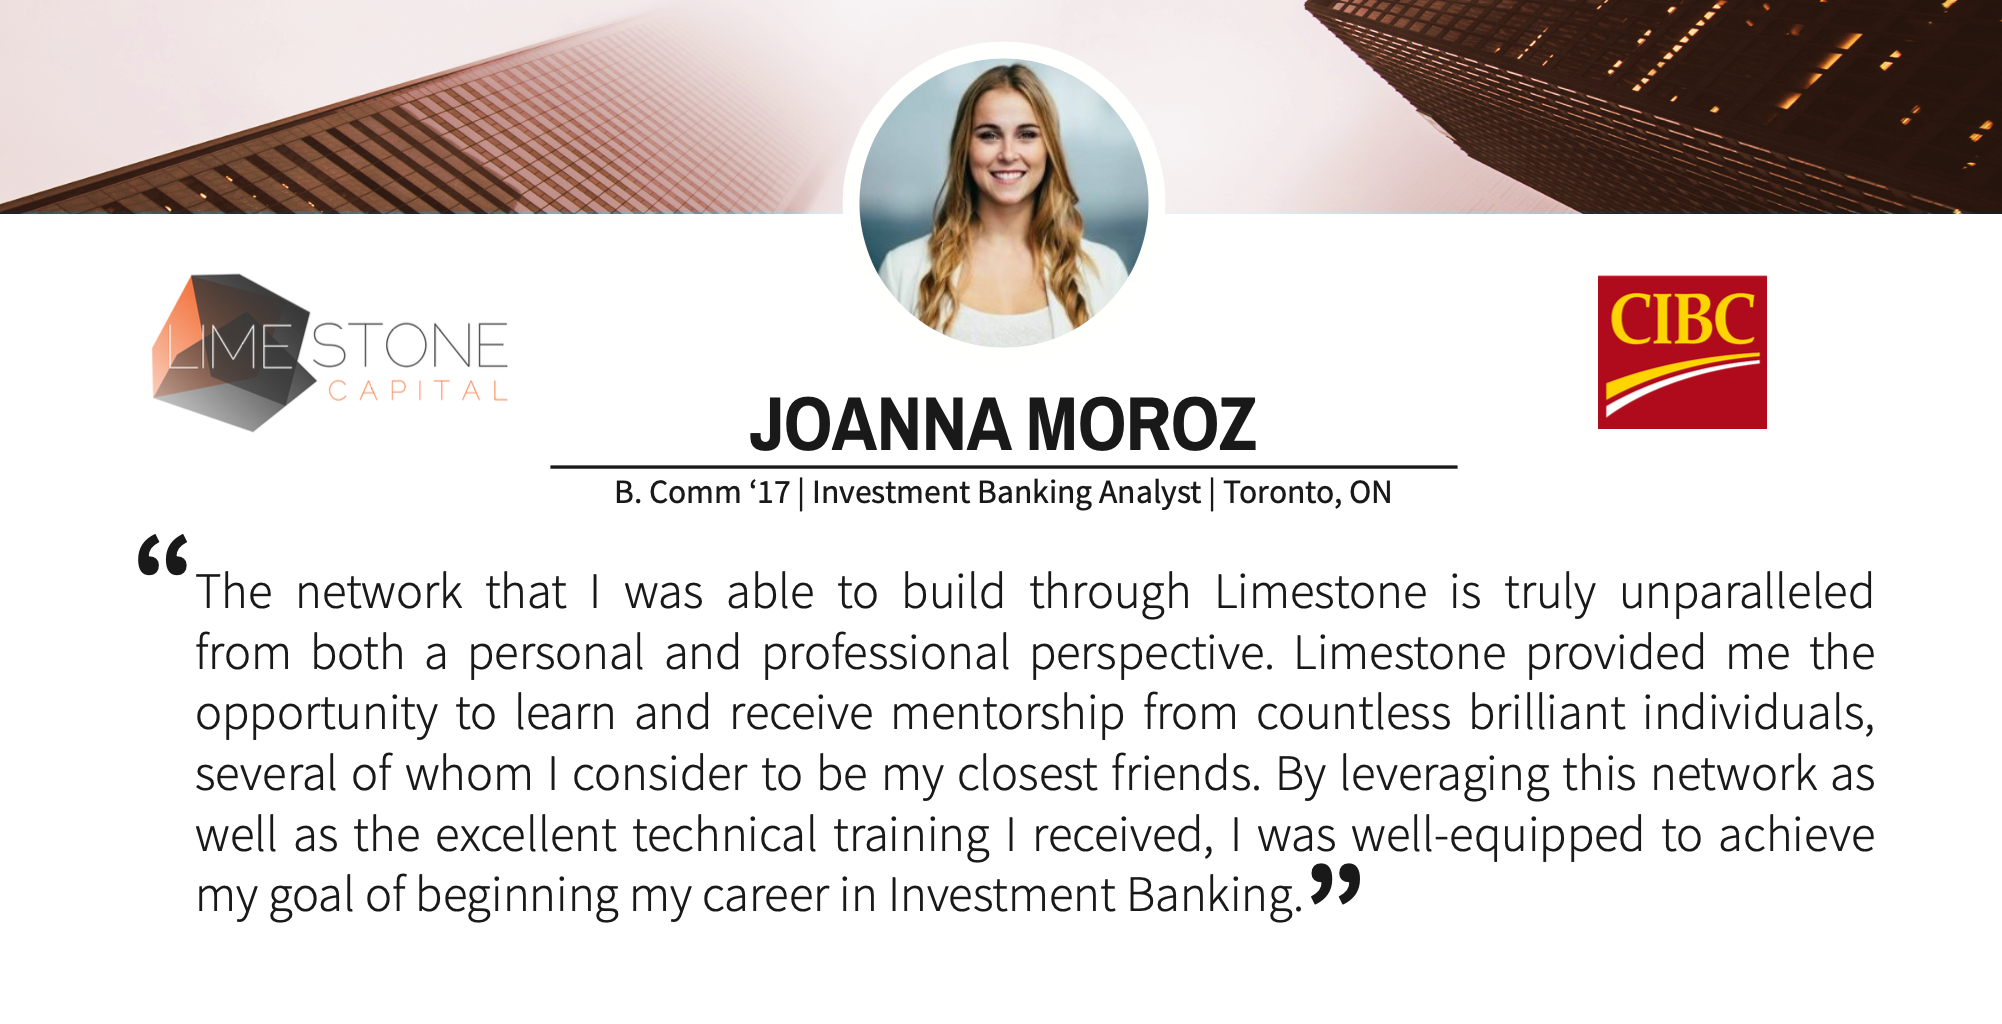 LIMESTONE
CAPITAL
CIBC
JOANNA MOROZ
B. Comm ‘17 | Investment Banking Analyst | Toronto, ON
“The network that I was able to build through Limestone is truly unparalleled
from both a personal and professional perspective. Limestone provided me the
opportunity to learn and receive mentorship from countless brilliant individuals,
several of whom I consider to be my closest friends. By leveraging this network as
well as the excellent technical training I received, I was well-equipped to achieve
my goal of beginning my career in Investment Banking.”